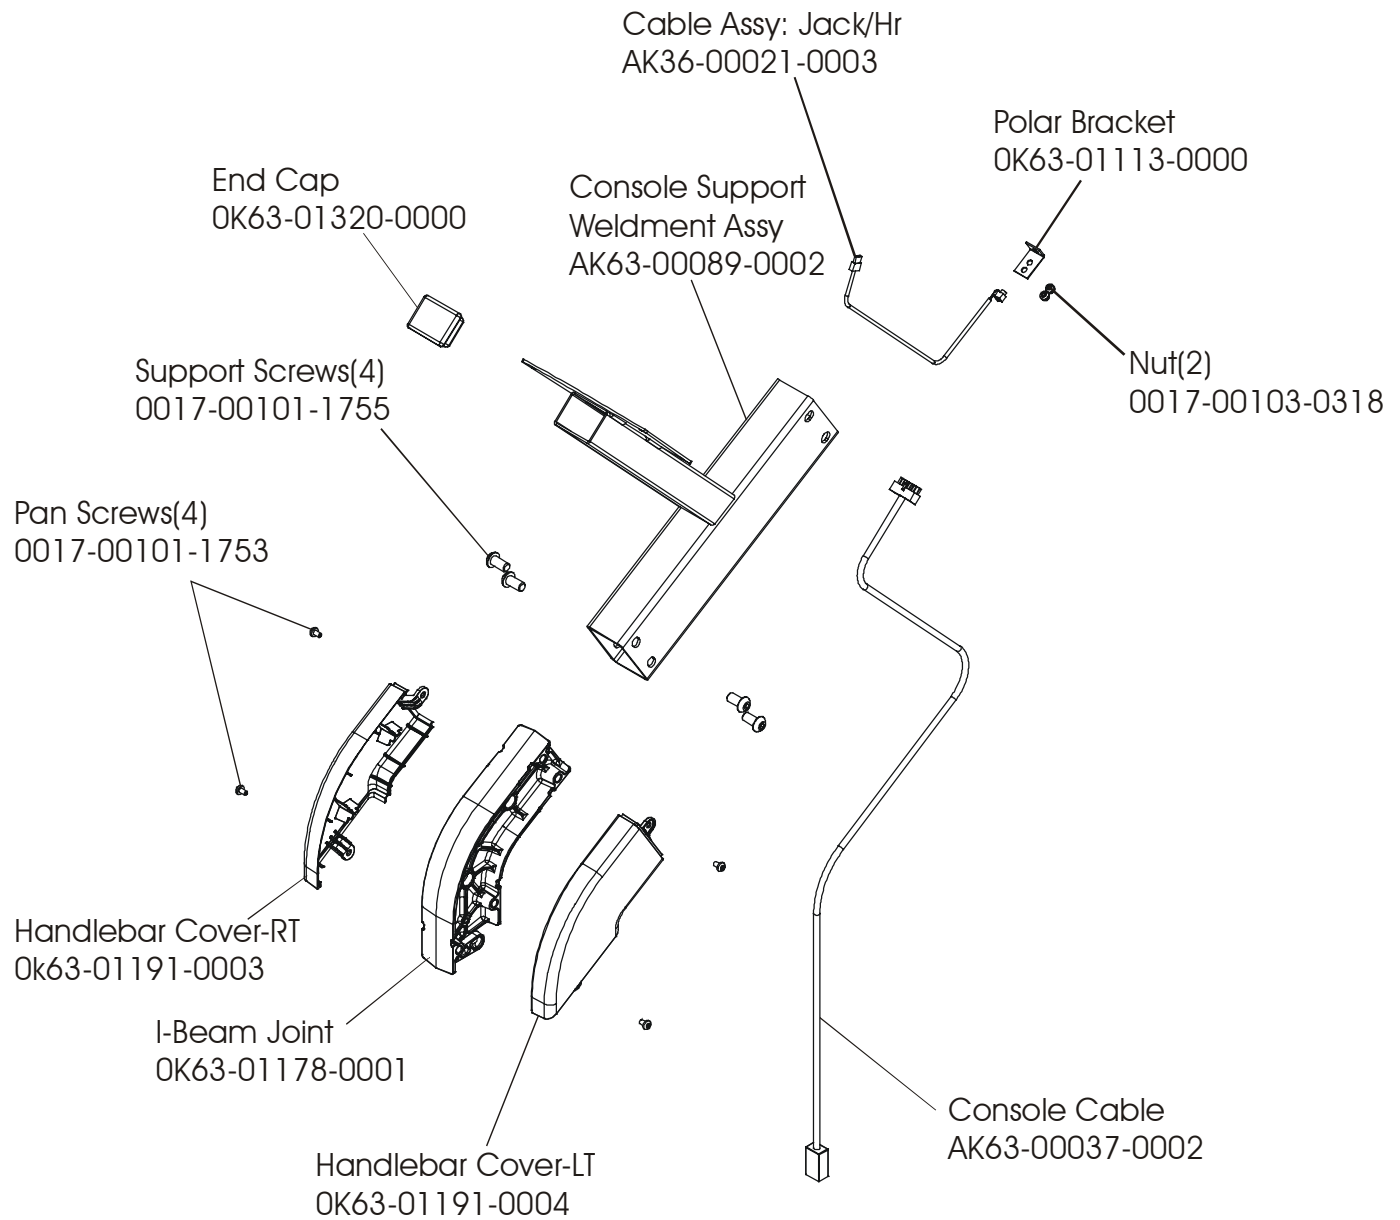 Cable Assy: Jack/Hr
AK36-00021-0003
Polar Bracket
0K63-01113-0000
End Cap
0K63-01320-0000
Console Support
Weldment Assy
AK63-00089-0002
Support Screws(4)
0017-00101-1755
Nut(2)
0017-00103-0318
Pan Screws(4)
0017-00101-1753
Handlebar Cover-RT
0k63-01191-0003
I-Beam Joint
0K63-01178-0001
Console Cable
AK63-00037-0002
Handlebar Cover-LT
0K63-01191-0004